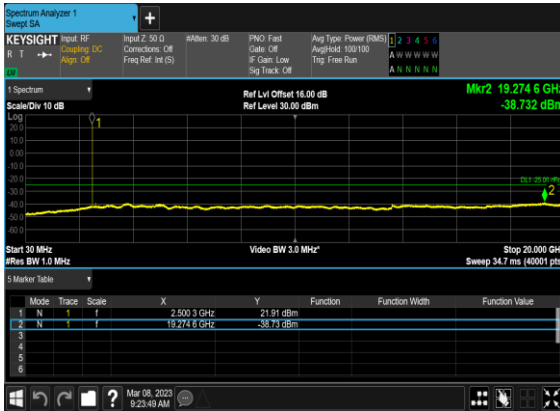 Spectrum Analyzer 1
Swept SA
+
KEYSIGHT Input: RF Input Z: 50 Ω #Atten: 30 dB PNO: Fast Avg Type: Power (RMS) 1 2 3 4 5 6
R T Coupling: DC Corrections: Off Gate: Off Avg|Hold: 100/100 A W W W W W
Align: Off Freq Ref: Int (S) IF Gain: Low Trig: Free Run
Sig Track: Off A N N N N N
1 Spectrum Ref Lvl Offset 16.00 dB Mkr2 19.274 6 GHz
Scale/Div 10 dB Ref Level 30.00 dBm -38.732 dBm
Log
1
20.0
10.0
0.00
-10.0
-20.0
DL1 -25.00 dBm
-30.0
2
-40.0
-50.0
-60.0
Start 30 MHz Video BW 3.0 MHz* Stop 20.000 GH
#Res BW 1.0 MHz Sweep 34.7 ms (40001 pts
5 Marker Table
Mode Trace Scale X Y Function Function Width Function Value
1 N 1 f 2.500 3 GHz 21.91 dBm
2 N 1 f 19.274 6 GHz -38.73 dBm
3
4
5
6
? Mar 08, 2023
9:23:49 AM